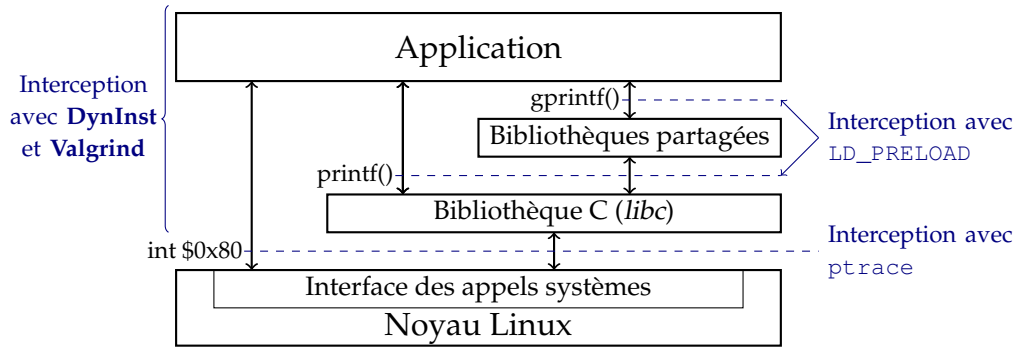 Application
Interception
avec DynInst
et Valgrind
gprintf()
Bibliothèques partagées
Interception avec
LD_PRELOAD
printf()
Bibliothèque C (libc)
int $0x80
Interception avec
ptrace
Interface des appels systèmes
Noyau Linux